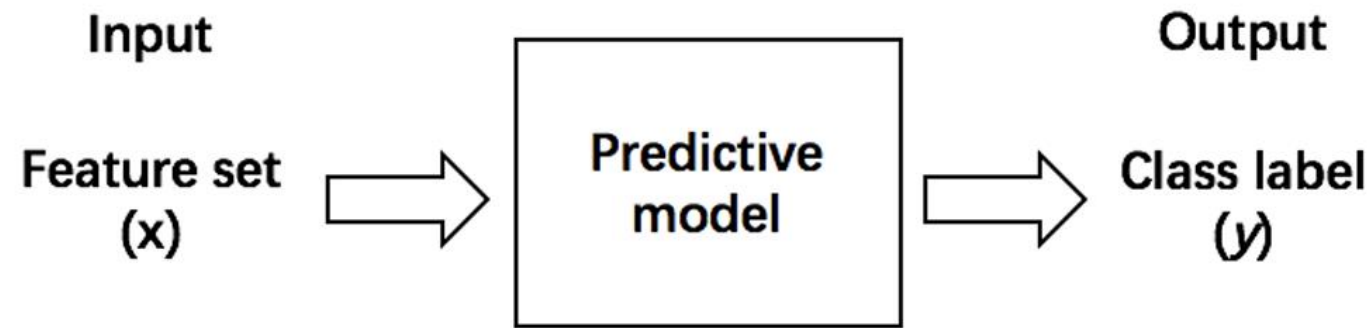 Input
Feature set
(x)
Predictive
model
Output
Class label
(y)